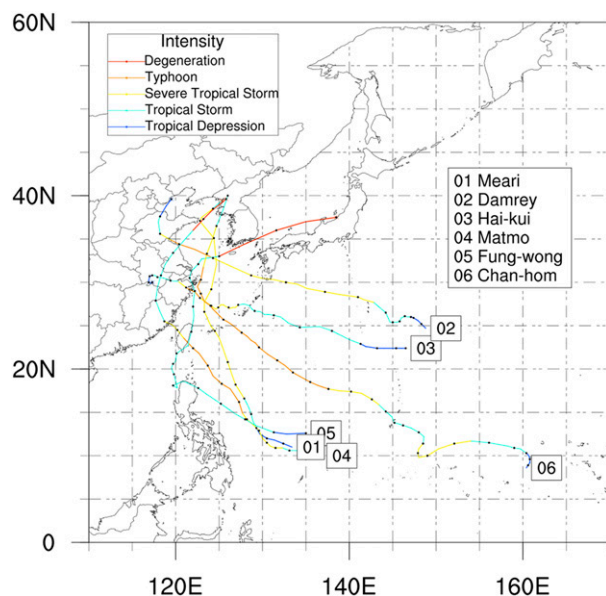 60N
Intensity
Degeneration
Typhoon
Severe Tropical Storm
Tropical Storm
Tropical Depression
40N
01 Meari
02 Damrey
03 Hai-kui
04 Matmo
05 Fung-wong
06 Chan-hom
02
03
20N
05
01
04
06
0
120E 140E 160E